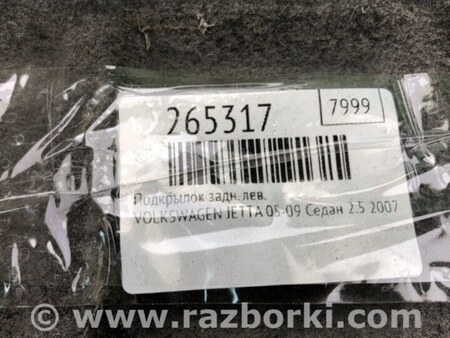 265317
7999
Подкрылок задн. лев.
VOLKSWAGEN JETTA 05-09 Седан 2.5 2007
© www.razborki.com